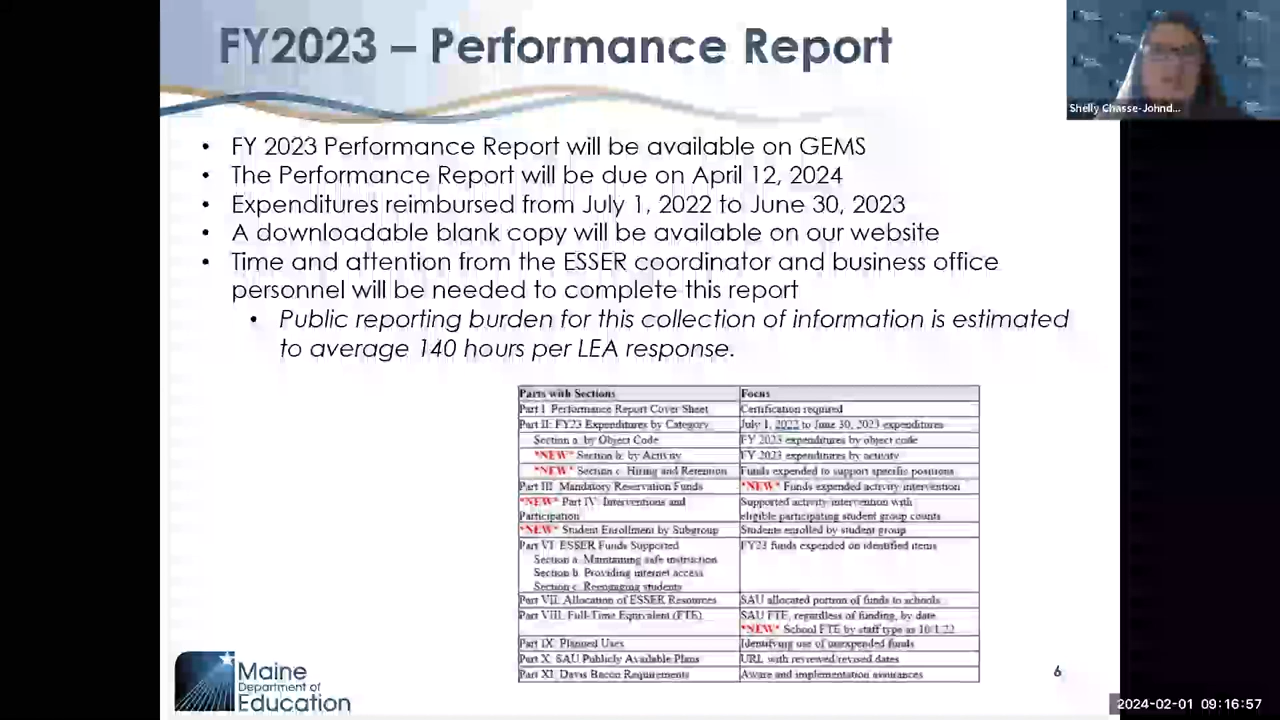 FY2023 – Performance Report
Shelly Chasse-Johnd...
• FY 2023 Performance Report will be available on GEMS
• The Performance Report will be due on April 12, 2024
• Expenditures reimbursed from July 1, 2022 to June 30, 2023
• A downloadable blank copy will be available on our website
• Time and attention from the ESSER coordinator and business office
personnel will be needed to complete this report
• Public reporting burden for this collection of information is estimated
to average 140 hours per LEA response.
Parts with Sections Focus
Part I Performance Report Cover Sheet Certification required
Part II: FY23 Expenditures by Category July 1, 2022 to June 30, 2023 expenditures
Section a. by Object Code FY 2023 expenditures by object code
*NEW* Section b. by Activity FY 2023 expenditures by activity
*NEW* Section c. Hiring and Retention Funds expended to support specific positions
Part III. Mandatory Reservation Funds *NEW* Funds expended activity intervention
*NEW* Part IV. Interventions and Supported activity intervention with
Participation eligible participating student group counts
*NEW* Student Enrollment by Subgroup Students enrolled by student group
Part VI. ESSER Funds Supported FY23 funds expended on identified items
Section a. Maintaining safe instruction
Section b. Providing internet access
Section c. Reengaging students
Part VII. Allocation of ESSER Resources SAU allocated portion of funds to schools
Part VIII. Full-Time Equivalent (FTE) SAU FTE, regardless of funding, by date
*NEW* School FTE by staff type as 10/1/22
Part IX. Planned Uses Identifying use of unexpended funds
Part X. SAU Publicly Available Plans URL with reviewed/revised dates
Part XI. Davis Bacon Requirements Aware and implementation assurances
Maine
Department of
Education
6
2024-02-01 09:16:57